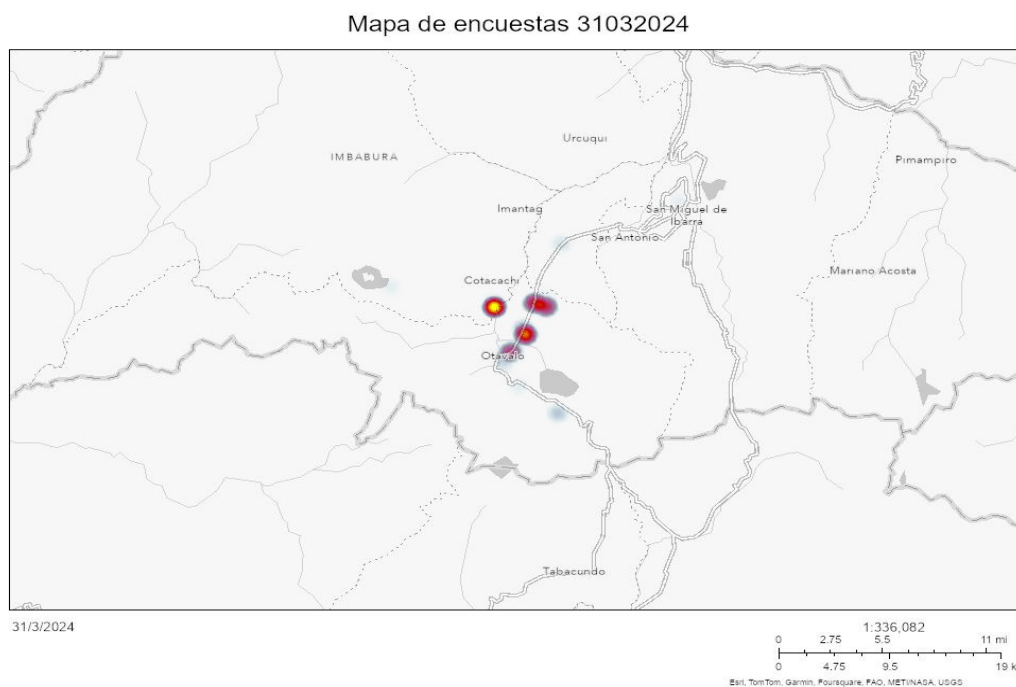 Mapa de encuestas 31032024
Urcuqui
IMBABURA
Pimampiro
Imantag
San Miguel de
Ibarra
San Antonio
Mariano Acosta
Cotacachi
Otavalo
Tabacundo
31/3/2024
1:336,082
0 2.75 5.5 11 mi
0 4.75 9.5 19 k
Esri, TomTom, Garmin, Foursquare, FAO, METI/NASA, USGS